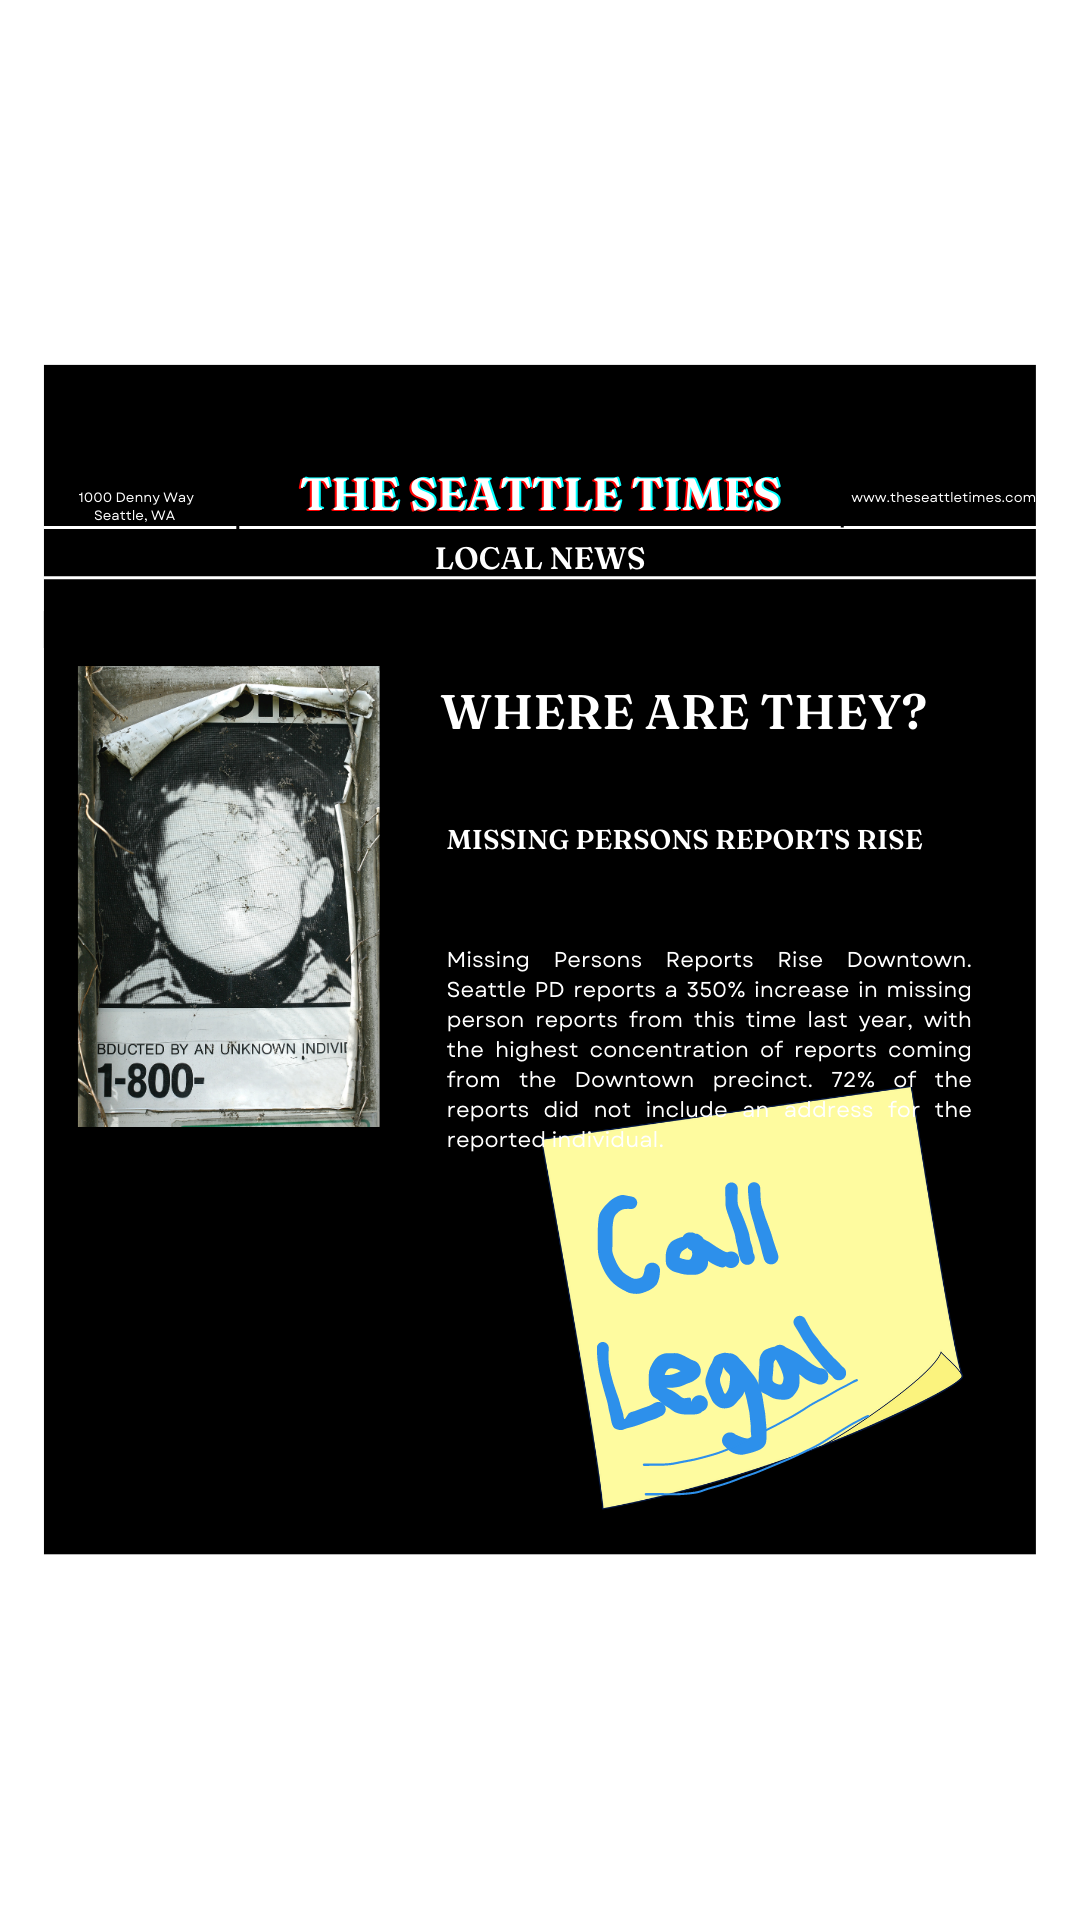 1000 Denny Way
Seattle, WA
THE SEATTLE TIMES
www.theseattletimes.com
LOCAL NEWS
WHERE ARE THEY?
MISSING PERSONS REPORTS RISE
Missing Persons Reports Rise Downtown.
Seattle PD reports a 350% increase in missing
person reports from this time last year, with
the highest concentration of reports coming
from the Downtown precinct. 72% of the
reports did not include an address for the
reported individual.
BDUCTED BY AN UNKNOWN INDIVI
1-800-
Call
Legal